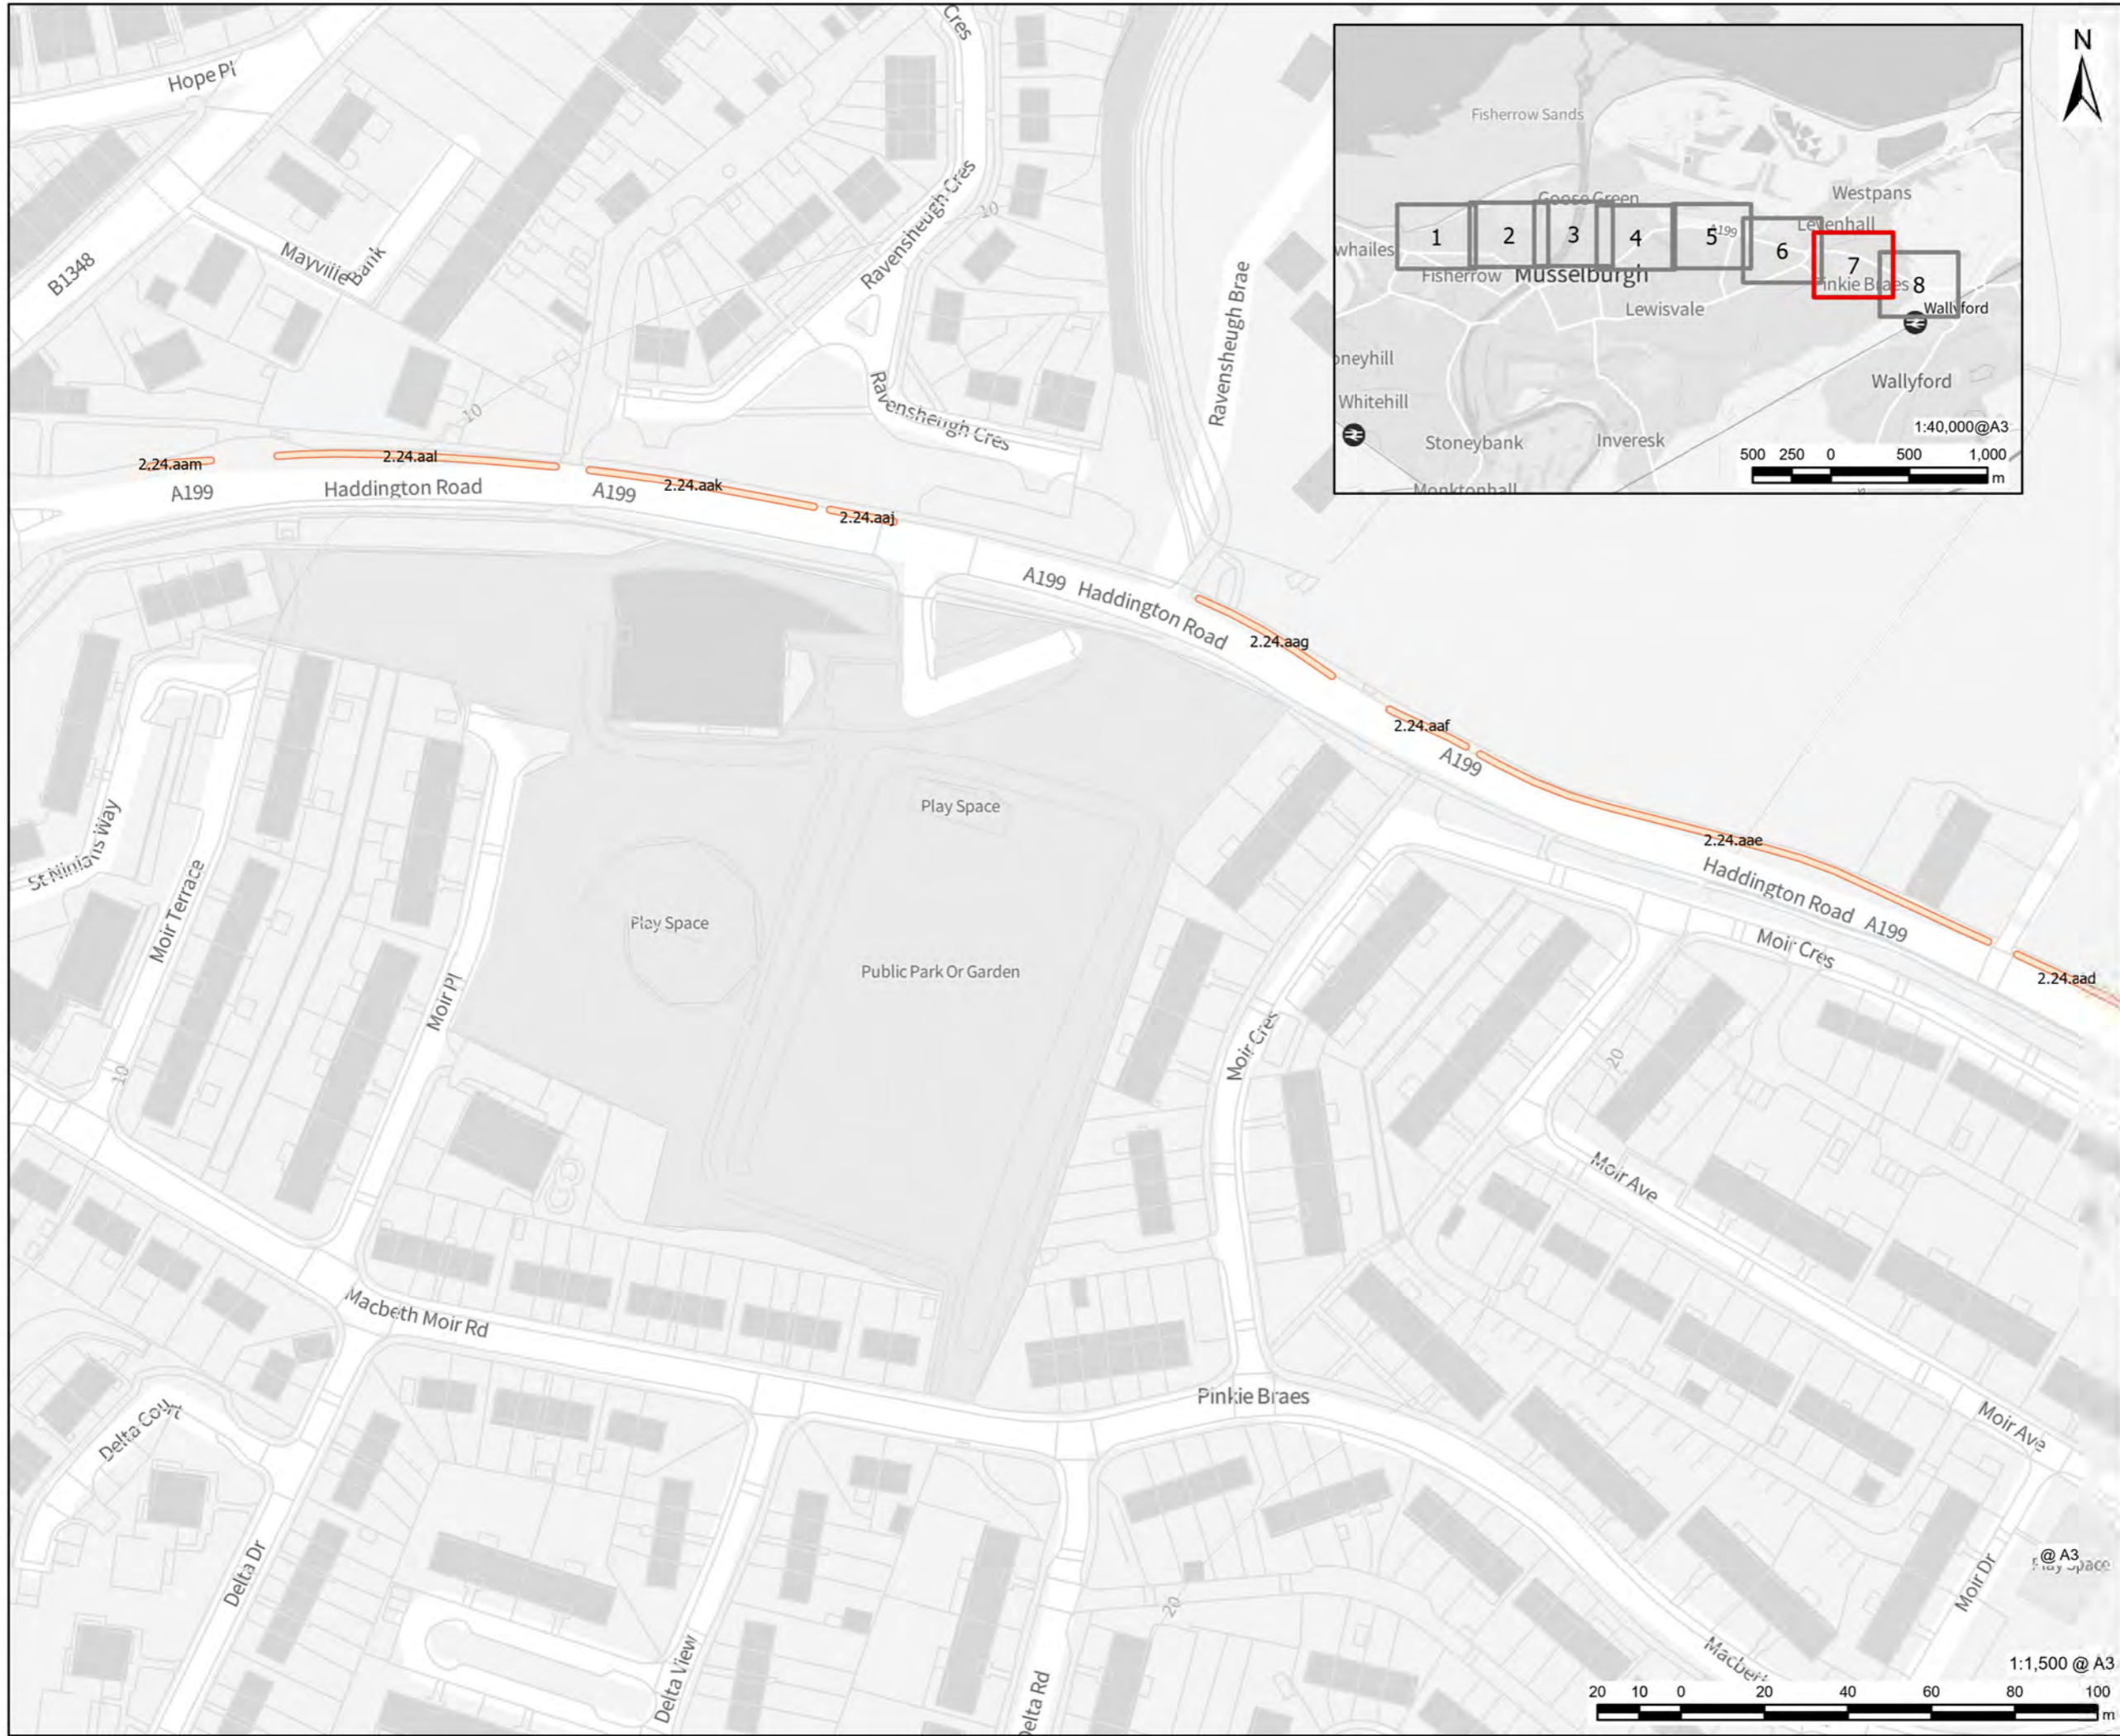 Cres
N
Hope Pl
Fisherrow Sands
Goose Green
Westpans
Levenhall
A199
1
2
3
4
5
6
7
8
Fisherrow
Musselburgh
Pinkie Braes
Wallyford
Lewisvale
Wallyford
Whitehill
Stoneybank
Inveresk
Monktonhall
1:40,000@A3
500 250 0 500 1,000
m
Ravensheugh Cres
10
Mayville Bank
B1348
Ravensheugh Brae
Ravensheugh Cres
10
2.24.aam
2.24.aal
2.24.aak
2.24.aaj
A199
Haddington Road
A199
A199 Haddington Road
2.24.aag
2.24.aaf
A199
2.24.aae
Haddington Road A199
2.24.aad
Moir Cres
Play Space
Play Space
Public Park Or Garden
St Ninians Way
Moir Terrace
Moir Pl
Moir Cres
10
20
Moir Ave
Macbeth Moir Rd
Pinkie Braes
Moir Ave
Delta Court
Delta Dr
Delta View
Delta Rd
20
Moir Dr
@ A3
Play Space
1:1,500 @ A3
20 10 0 20 40 60 80 100
m